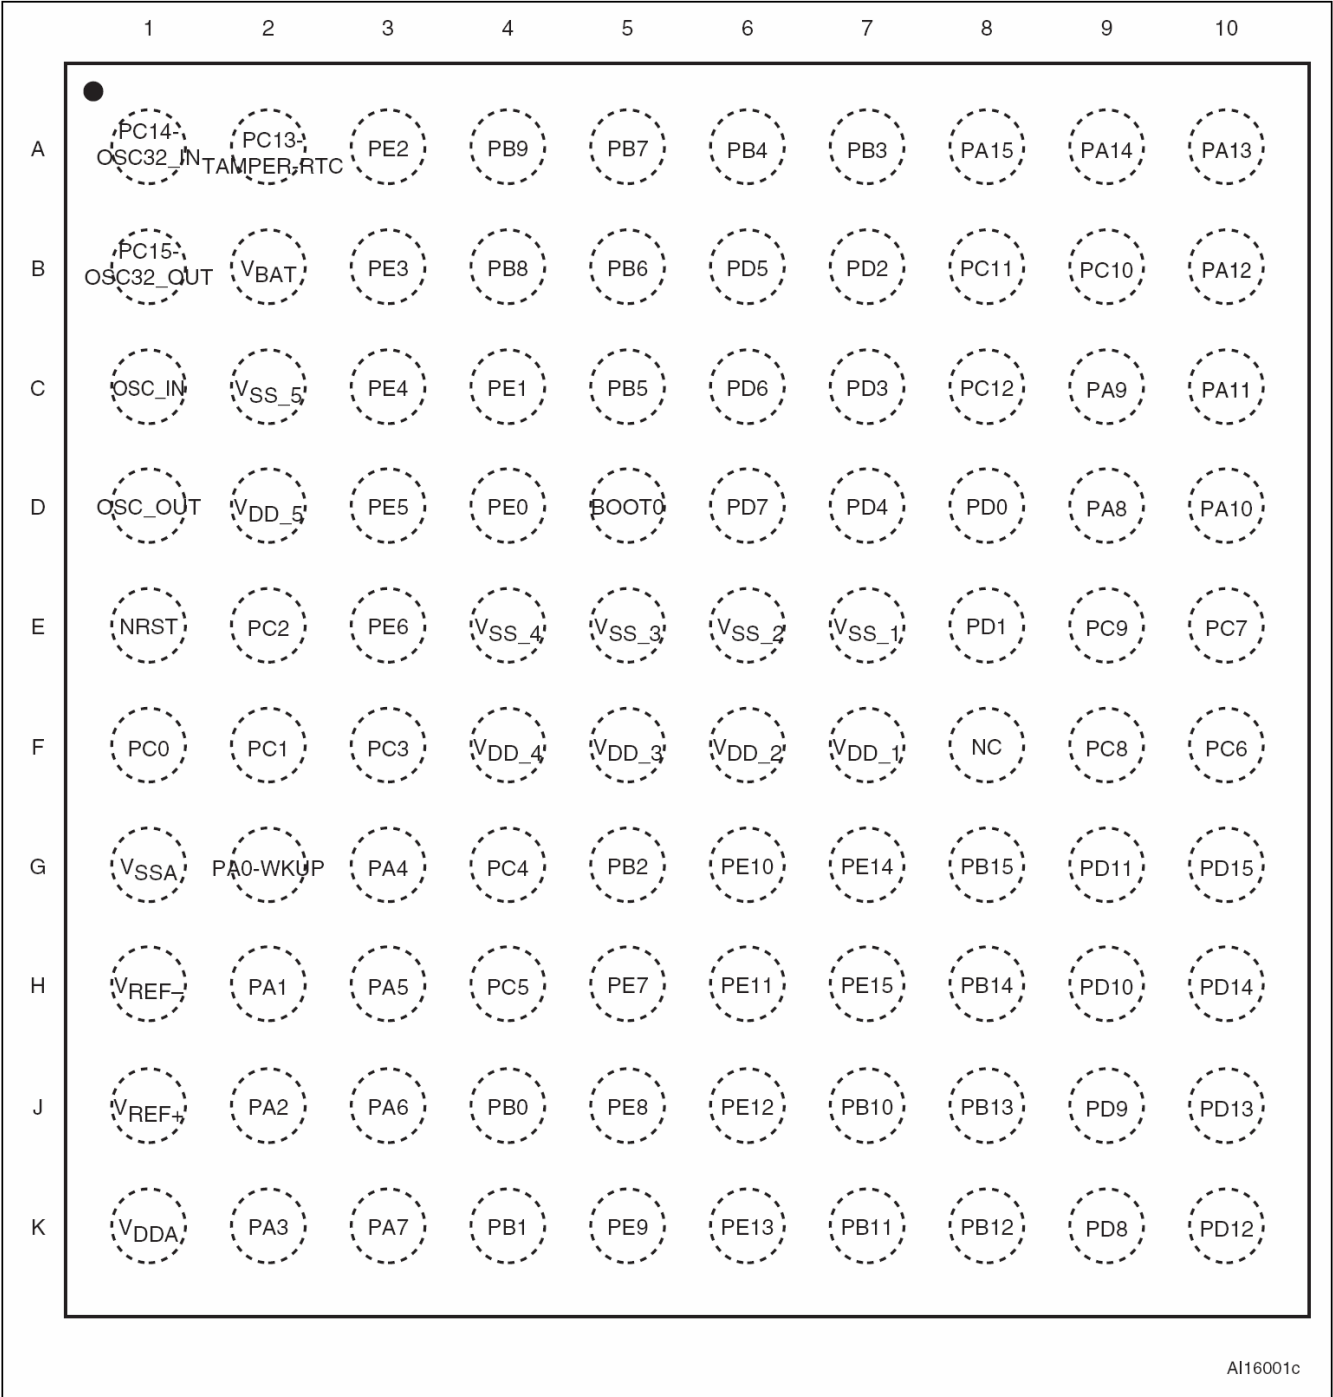 1 2 3 4 5 6 7 8 9 10
A PC14-OSC32_IN PC13-TAMPER-RTC PE2 PB9 PB7 PB4 PB3 PA15 PA14 PA13
B PC15-OSC32_OUT VBAT PE3 PB8 PB6 PD5 PD2 PC11 PC10 PA12
C OSC_IN VSS_5 PE4 PE1 PB5 PD6 PD3 PC12 PA9 PA11
D OSC_OUT VDD_5 PE5 PE0 BOOT0 PD7 PD4 PD0 PA8 PA10
E NRST PC2 PE6 VSS_4 VSS_3 VSS_2 VSS_1 PD1 PC9 PC7
F PC0 PC1 PC3 VDD_4 VDD_3 VDD_2 VDD_1 NC PC8 PC6
G VSSA PA0-WKUP PA4 PC4 PB2 PE10 PE14 PB15 PD11 PD15
H VREF– PA1 PA5 PC5 PE7 PE11 PE15 PB14 PD10 PD14
J VREF+ PA2 PA6 PB0 PE8 PE12 PB10 PB13 PD9 PD13
K VDDA PA3 PA7 PB1 PE9 PE13 PB11 PB12 PD8 PD12
AI16001c